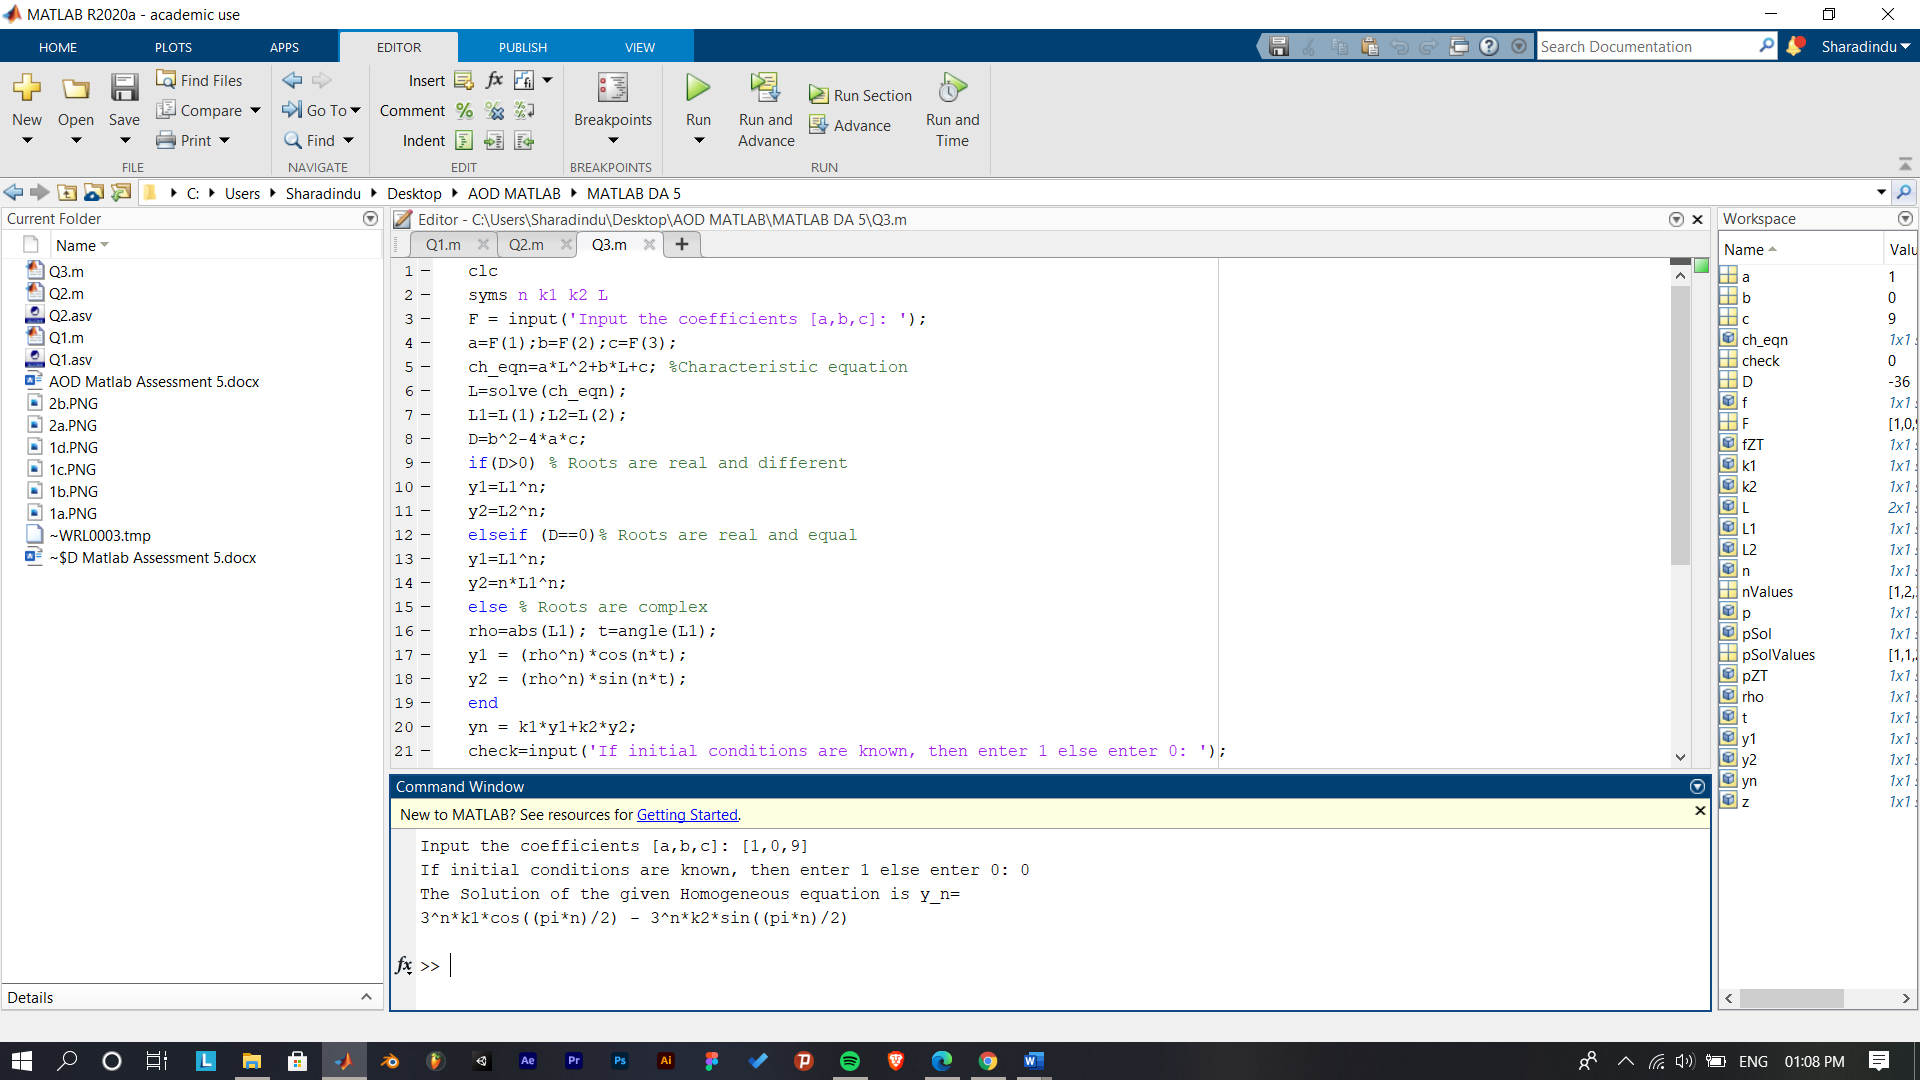 MATLAB R2020a - academic use
HOME PLOTS APPS EDITOR PUBLISH VIEW
Search Documentation
Sharadindu
New Open Save
Find Files
Compare
Print
FILE
Go To
Find
NAVIGATE
Insert
Comment
Indent
fx
EDIT
Breakpoints
BREAKPOINTS
Run
Run and Advance
Run Section
Advance
Run and Time
RUN
C: Users Sharadindu Desktop AOD MATLAB MATLAB DA 5
Current Folder
Name
Q3.m
Q2.m
Q2.asv
Q1.m
Q1.asv
AOD Matlab Assessment 5.docx
2b.PNG
2a.PNG
1d.PNG
1c.PNG
1b.PNG
1a.PNG
~WRL0003.tmp
~$D Matlab Assessment 5.docx
Details
Editor - C:\Users\Sharadindu\Desktop\AOD MATLAB\MATLAB DA 5\Q3.m
Q1.m Q2.m Q3.m
1 clc
2 syms n k1 k2 L
3 F = input('Input the coefficients [a,b,c]: ');
4 a=F(1);b=F(2);c=F(3);
5 ch_eqn=a*L^2+b*L+c; %Characteristic equation
6 L=solve(ch_eqn);
7 L1=L(1);L2=L(2);
8 D=b^2-4*a*c;
9 if(D>0) % Roots are real and different
10 y1=L1^n;
11 y2=L2^n;
12 elseif (D==0)% Roots are real and equal
13 y1=L1^n;
14 y2=n*L1^n;
15 else % Roots are complex
16 rho=abs(L1); t=angle(L1);
17 y1 = (rho^n)*cos(n*t);
18 y2 = (rho^n)*sin(n*t);
19 end
20 yn = k1*y1+k2*y2;
21 check=input('If initial conditions are known, then enter 1 else enter 0: ');
Command Window
New to MATLAB? See resources for Getting Started.
Input the coefficients [a,b,c]: [1,0,9]
If initial conditions are known, then enter 1 else enter 0: 0
The Solution of the given Homogeneous equation is y_n=
3^n*k1*cos((pi*n)/2) - 3^n*k2*sin((pi*n)/2)
fx >>
Workspace
Name Valu
a 1
b 0
c 9
ch_eqn 1x1
check 0
D -36
f 1x1
F [1,0,
fZT 1x1
k1 1x1
k2 1x1
L 2x1
L1 1x1
L2 1x1
n 1x1
nValues [1,2,
p 1x1
pSol 1x1
pSolValues [1,1,
pZT 1x1
rho 1x1
t 1x1
y1 1x1
y2 1x1
yn 1x1
z 1x1
L Ae Pr Ps Ai
ENG 01:08 PM